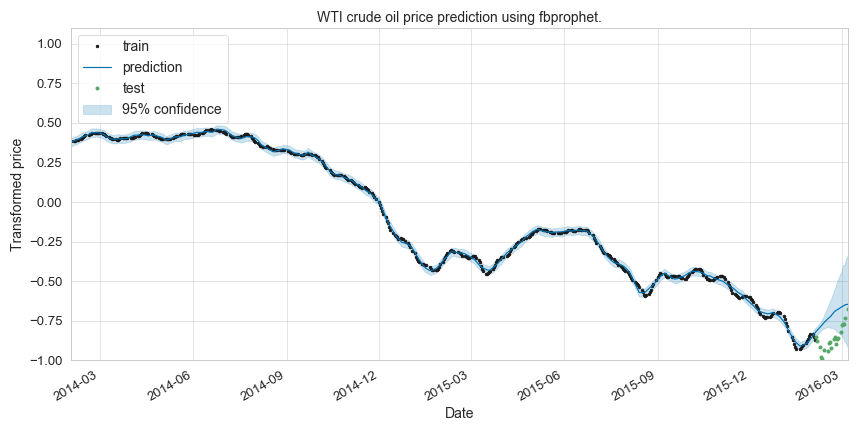 WTI crude oil price prediction using fbprophet.
train
prediction
test
95% confidence
1.00
0.75
0.50
0.25
0.00
−0.25
−0.50
−0.75
−1.00
Transformed price
2014-03
2014-06
2014-09
2014-12
2015-03
2015-06
2015-09
2015-12
2016-03
Date